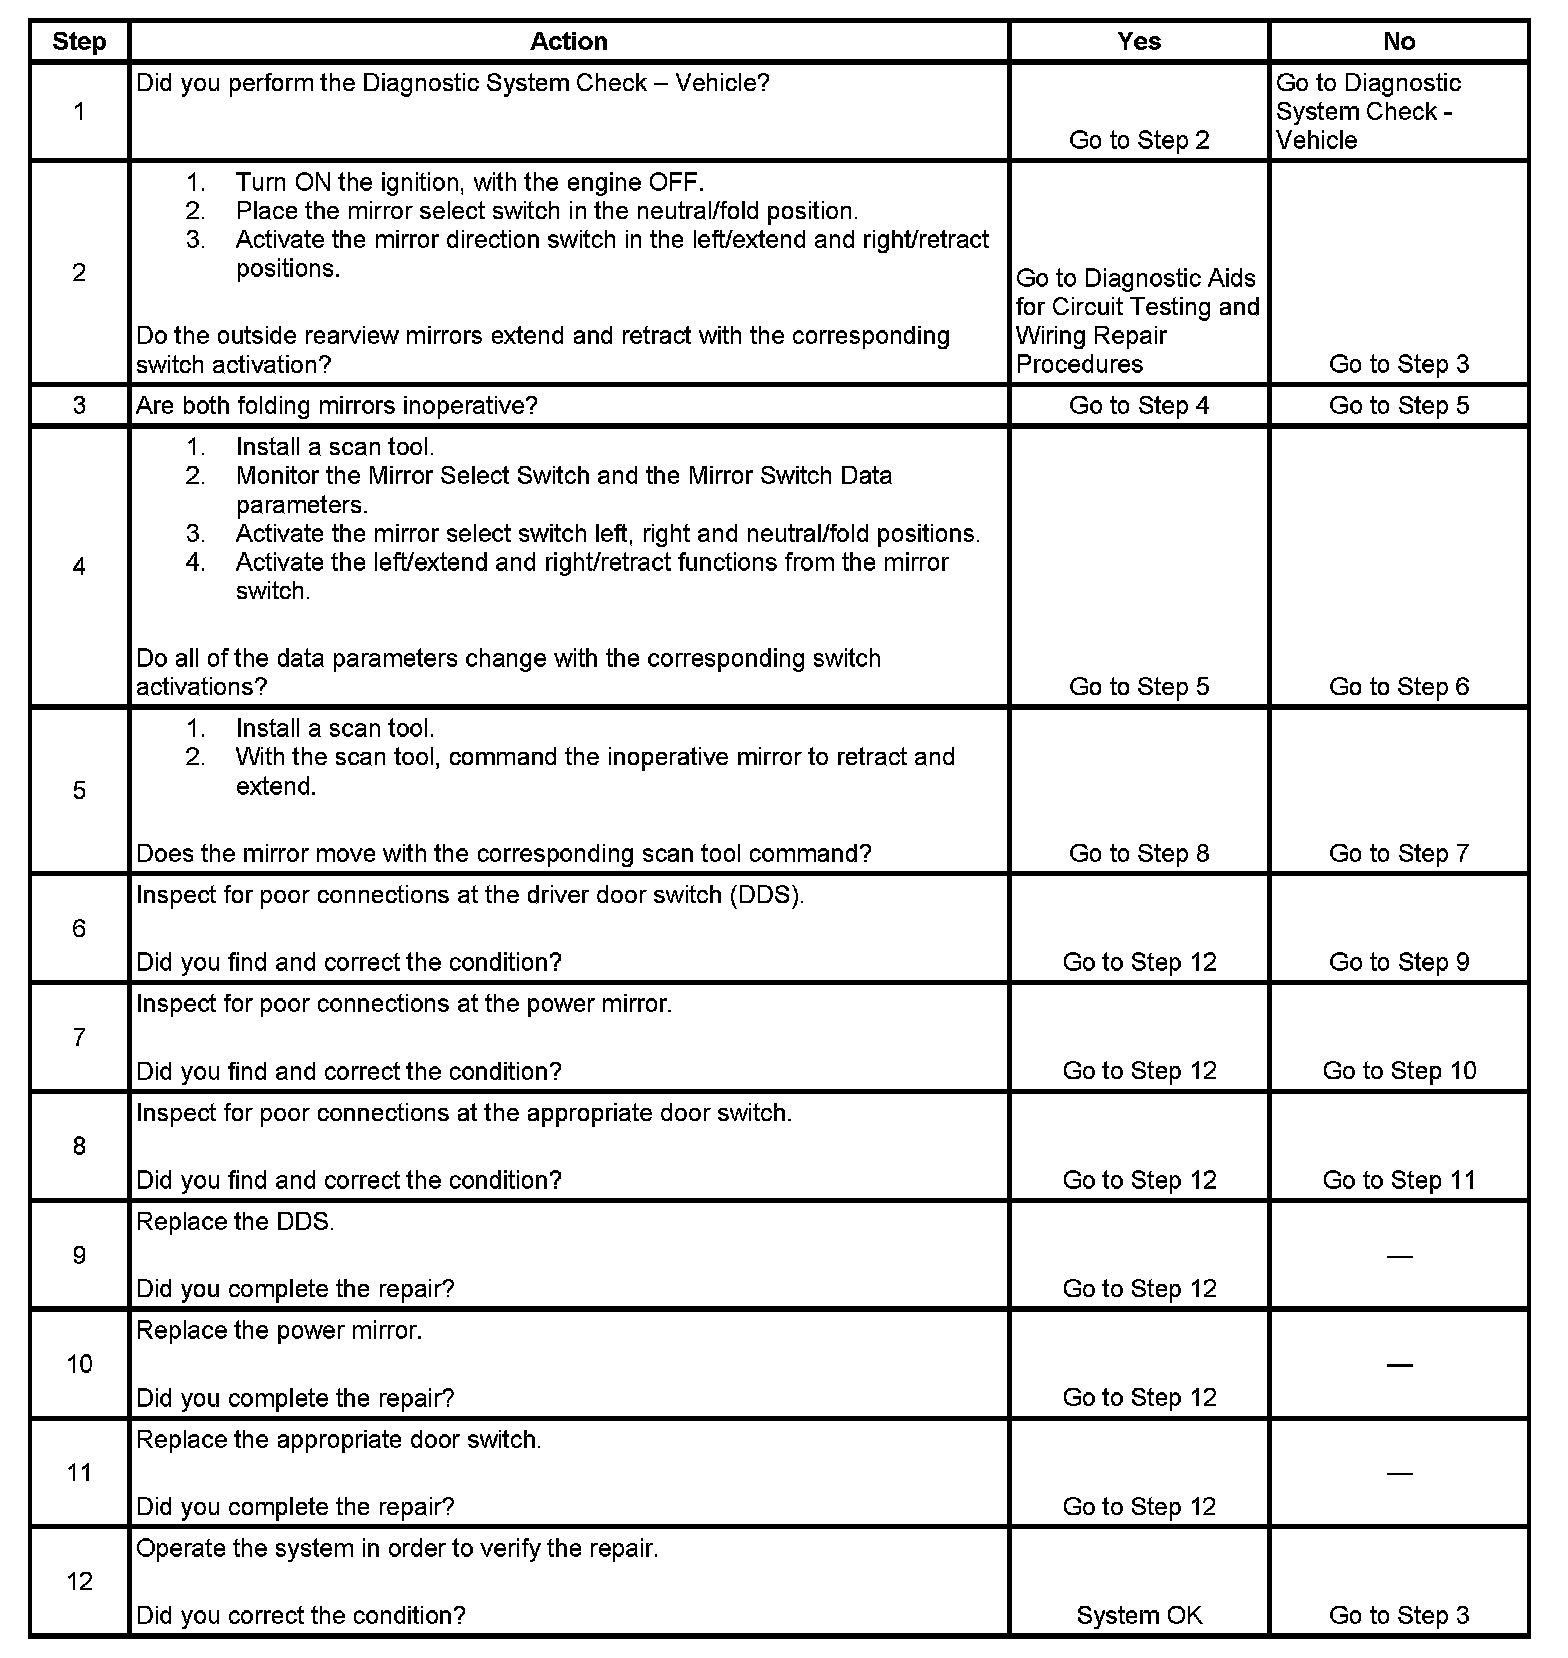 Step Action Yes No
1
Did you perform the Diagnostic System Check – Vehicle?
Go to Step 2
Go to Diagnostic
System Check -
Vehicle
2
1. Turn ON the ignition, with the engine OFF.
2. Place the mirror select switch in the neutral/fold position.
3. Activate the mirror direction switch in the left/extend and right/retract
positions.
Do the outside rearview mirrors extend and retract with the corresponding
switch activation?
Go to Diagnostic Aids
for Circuit Testing and
Wiring Repair
Procedures
Go to Step 3
3 Are both folding mirrors inoperative? Go to Step 4 Go to Step 5
4
1. Install a scan tool.
2. Monitor the Mirror Select Switch and the Mirror Switch Data
parameters.
3. Activate the mirror select switch left, right and neutral/fold positions.
4. Activate the left/extend and right/retract functions from the mirror
switch.
Do all of the data parameters change with the corresponding switch
activations?
Go to Step 5
Go to Step 6
5
1. Install a scan tool.
2. With the scan tool, command the inoperative mirror to retract and
extend.
Does the mirror move with the corresponding scan tool command?
Go to Step 8
Go to Step 7
6
Inspect for poor connections at the driver door switch (DDS).
Did you find and correct the condition?
Go to Step 12
Go to Step 9
7
Inspect for poor connections at the power mirror.
Did you find and correct the condition?
Go to Step 12
Go to Step 10
8
Inspect for poor connections at the appropriate door switch.
Did you find and correct the condition?
Go to Step 12
Go to Step 11
9
Replace the DDS.
Did you complete the repair?
Go to Step 12
—
10
Replace the power mirror.
Did you complete the repair?
Go to Step 12
—
11
Replace the appropriate door switch.
Did you complete the repair?
Go to Step 12
—
12
Operate the system in order to verify the repair.
Did you correct the condition?
System OK
Go to Step 3